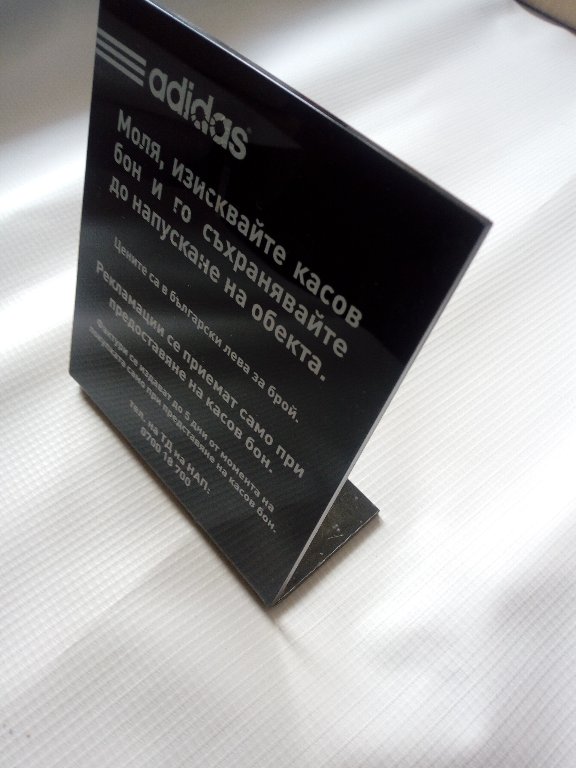 adidas
Моля, изисквайте касов
бон и го съхранявайте
до напускане на обекта.
Цените са в български лева за брой.
Рекламации се приемат само при
предоставяне на касов бон.
Фактури се издават до 5 дни от момента на
покупката само при представяне на касов бон.
тел. на ТД на НАП:
0700 18 700